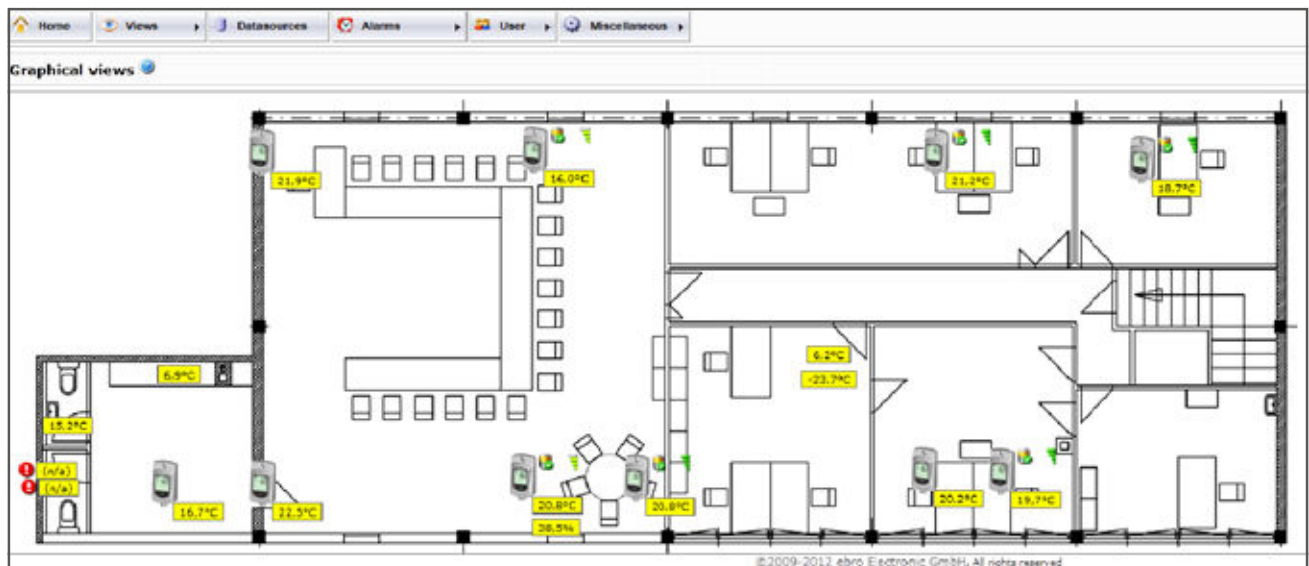 Home Views Datasources Alarms User Miscellaneous
Graphical views
21.9°C
16.0°C
21.2°C
18.7°C
6.2°C
-23.7°C
6.9°C
15.2°C
(n/a)
(n/a)
16.7°C
22.5°C
20.8°C
38.5%
20.8°C
20.2°C
19.7°C
©2009-2012 ebro Electronic GmbH, All rights reserved